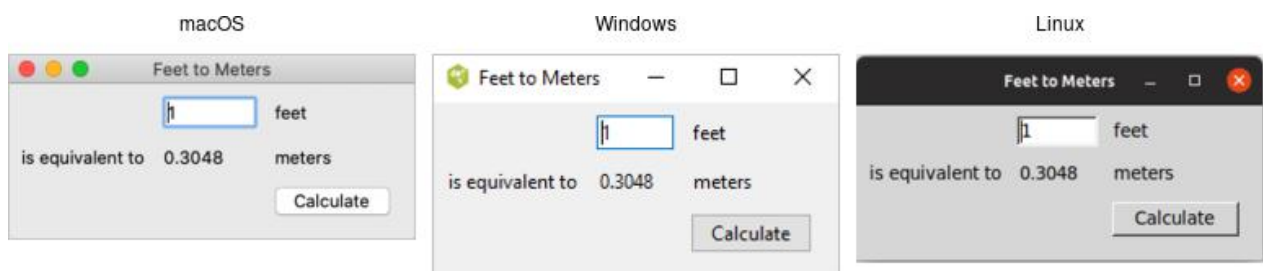 macOS
Windows
Linux
Feet to Meters
1
feet
is equivalent to 0.3048 meters
Calculate
Feet to Meters
1
feet
is equivalent to 0.3048 meters
Calculate
Feet to Meters
1
feet
is equivalent to 0.3048 meters
Calculate